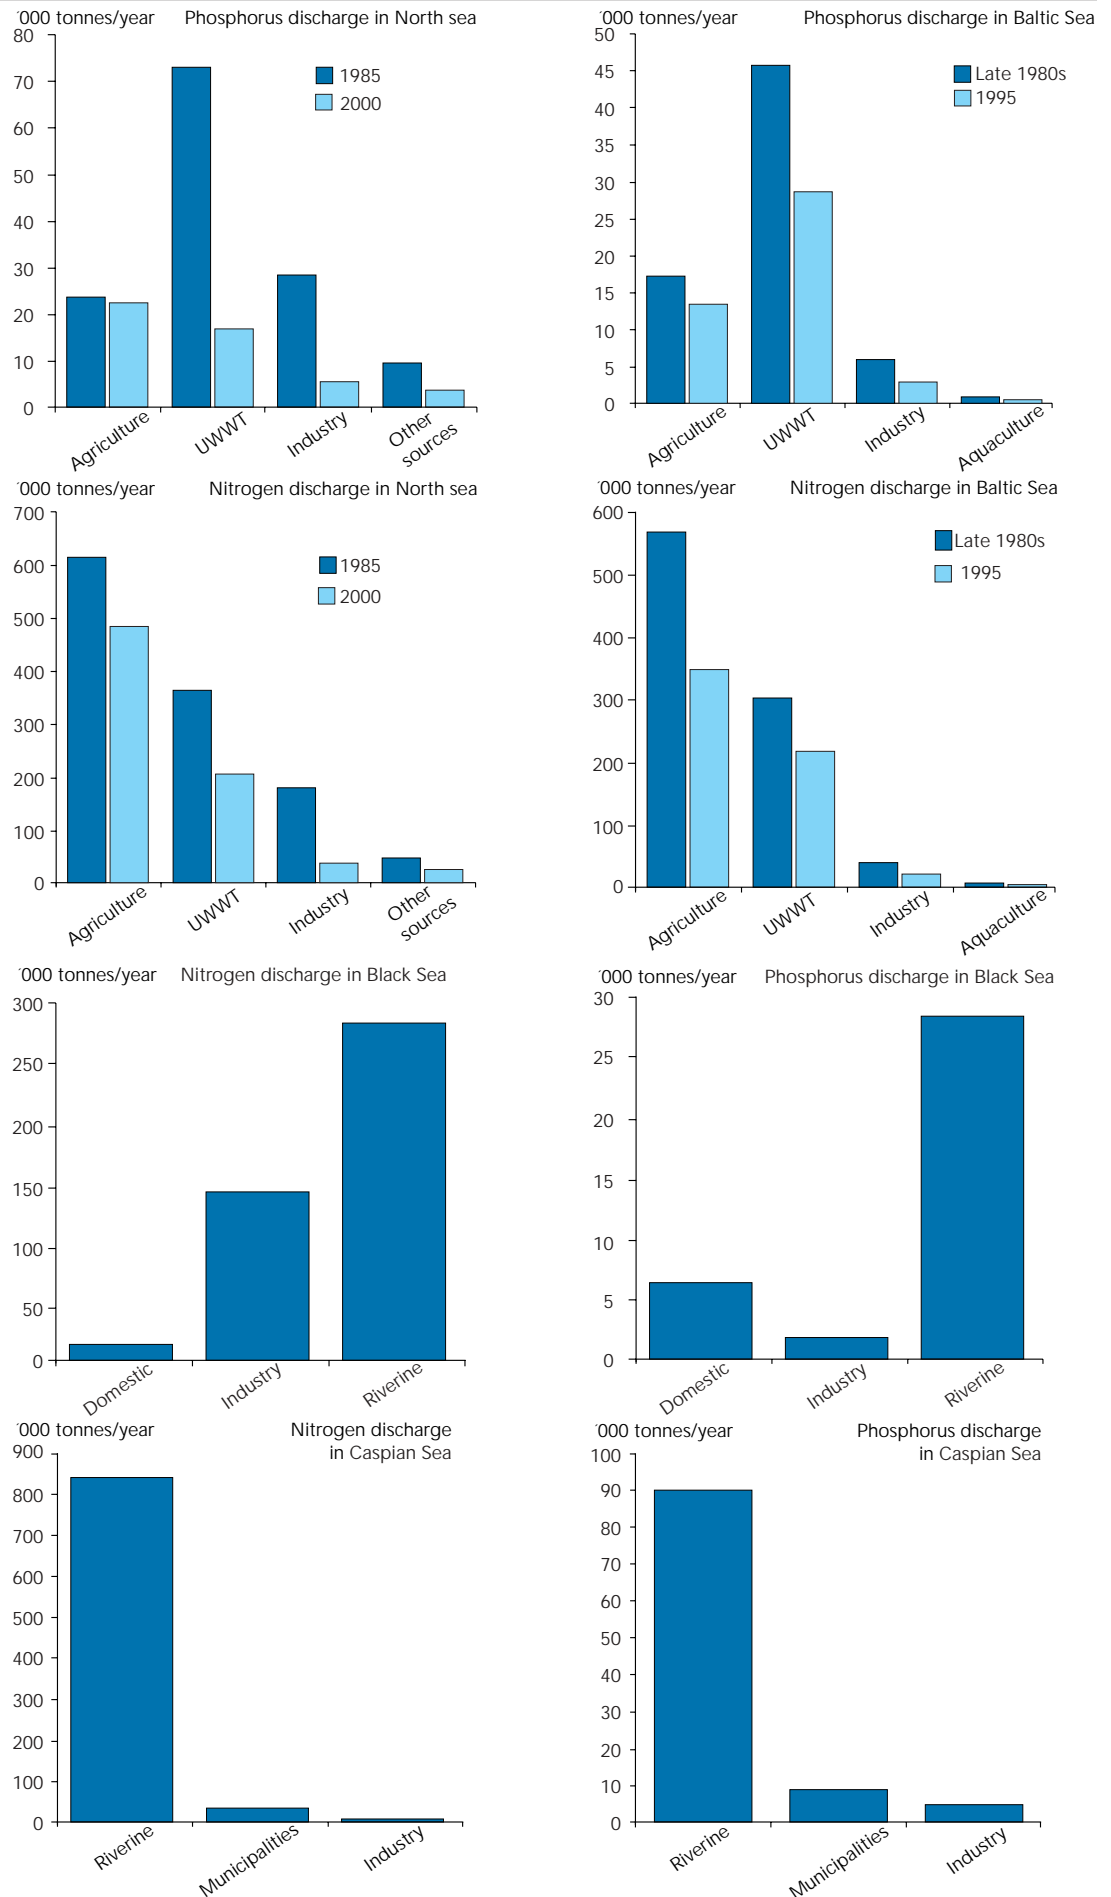 ´000 tonnes/year Phosphorus discharge in North sea
80
70
60
50
40
30
20
10
0
1985
2000
Agriculture
UWWT
Industry
Other
sources
´000 tonnes/year Phosphorus discharge in Baltic Sea
50
45
40
35
30
25
20
15
10
5
0
Late 1980s
1995
Agriculture
UWWT
Industry
Aquaculture
´000 tonnes/year Nitrogen discharge in North sea
700
600
500
400
300
200
100
0
1985
2000
Agriculture
UWWT
Industry
Other
sources
´000 tonnes/year Nitrogen discharge in Baltic Sea
600
500
400
300
200
100
0
Late 1980s
1995
Agriculture
UWWT
Industry
Aquaculture
´000 tonnes/year Nitrogen discharge in Black Sea
300
250
200
150
100
50
0
Domestic
Industry
Riverine
´000 tonnes/year Phosphorus discharge in Black Sea
30
25
20
15
10
5
0
Domestic
Industry
Riverine
´000 tonnes/year Nitrogen discharge
in Caspian Sea
900
800
700
600
500
400
300
200
100
0
Riverine
Municipalities
Industry
´000 tonnes/year Phosphorus discharge
in Caspian Sea
100
90
80
70
60
50
40
30
20
10
0
Riverine
Municipalities
Industry